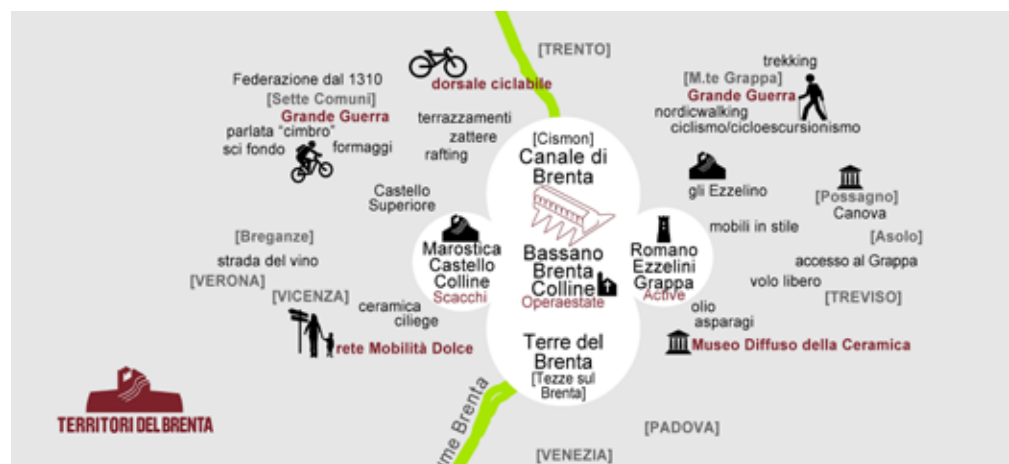 [TRENTO]
trekking
Federazione dal 1310
dorsale ciclabile
[M.te Grappa]
[Sette Comuni]
Grande Guerra
Grande Guerra
terrazzamenti
nordicwalking
parlata "cimbro"
zattere
ciclismo/cicloescursionismo
sci fondo
formaggi
rafting
[Cismon]
Canale di
Brenta
Castello
Superiore
gli Ezzelino
[Possagno]
Canova
mobili in stile
[Breganze]
[Asolo]
strada del vino
Marostica
Castello
Colline
Scacchi
Bassano
Brenta
Colline
Operaestate
Romano
Ezzelini
Grappa
Active
accesso al Grappa
[VERONA]
volo libero
[VICENZA]
[TREVISO]
ceramica
ciliege
olio
asparagi
rete Mobilità Dolce
Terre del
Brenta
[Tezze sul
Brenta]
Museo Diffuso della Ceramica
TERRITORI DEL BRENTA
Brenta
[PADOVA]
[VENEZIA]